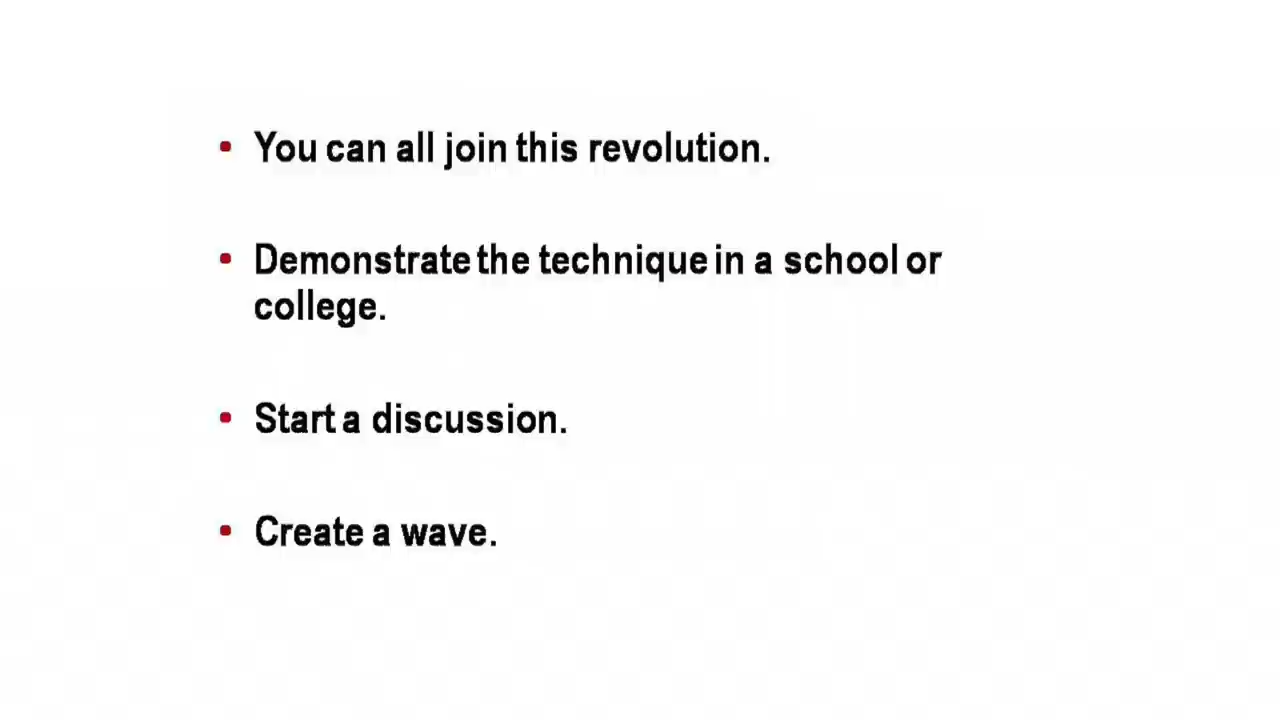 • You can all join this revolution.
• Demonstrate the technique in a school or
college.
• Start a discussion.
• Create a wave.